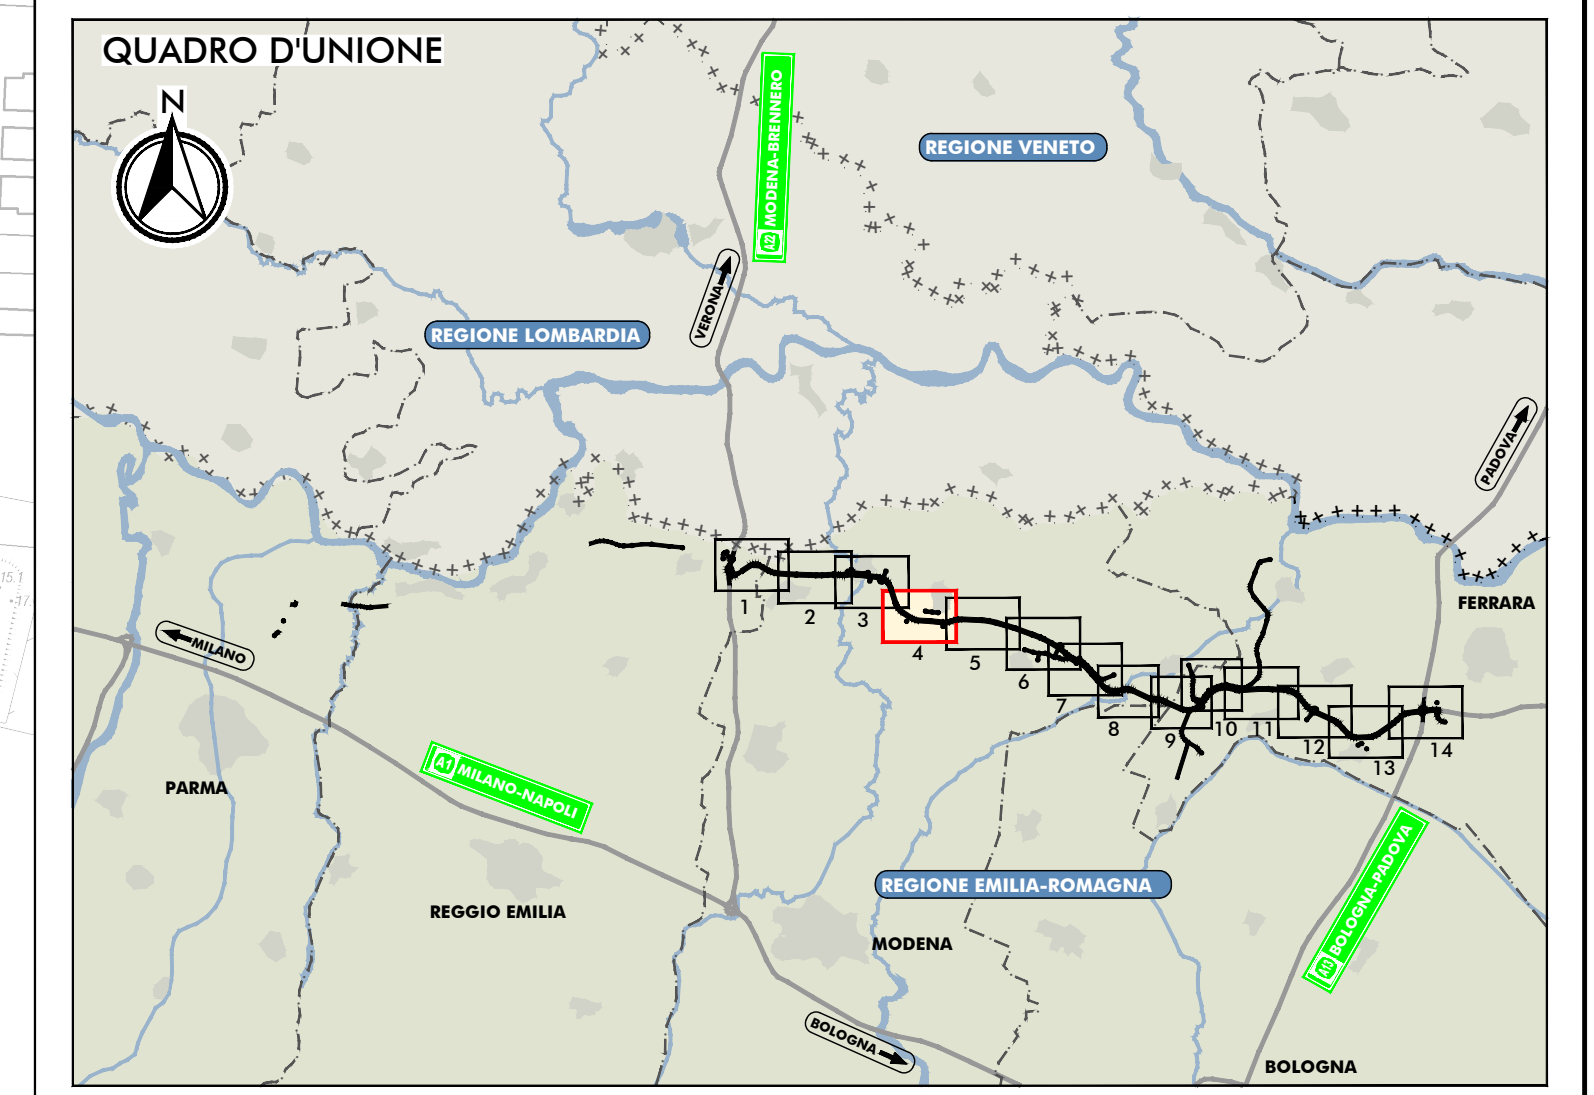 QUADRO D'UNIONE
N
A22 MODENA-BRENNERO
REGIONE VENETO
VERONA
REGIONE LOMBARDIA
PADOVA
FERRARA
1
2
3
4
5
6
7
8
9
10
11
12
13
14
MILANO
PARMA
A1 MILANO-NAPOLI
REGGIO EMILIA
REGIONE EMILIA-ROMAGNA
MODENA
A13 BOLOGNA-PADOVA
BOLOGNA
BOLOGNA
15.1